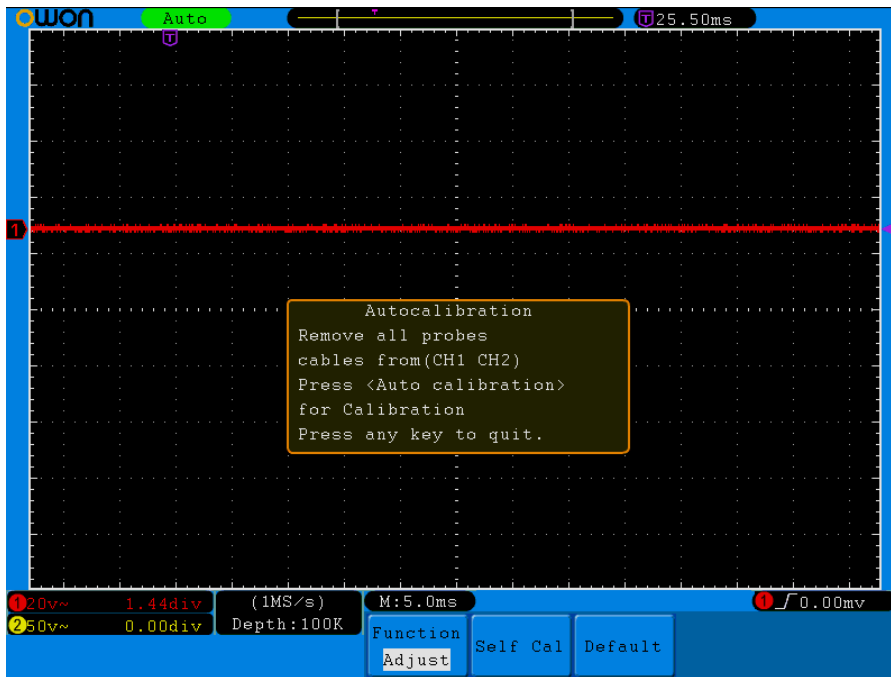 owon Auto T 25.50ms
T
1
Autocalibration
Remove all probes
cables from(CH1 CH2)
Press <Auto calibration>
for Calibration
Press any key to quit.
1 20v~ 1.44div (1MS/s) M:5.0ms 1 0.00mv
2 50v~ 0.00div Depth:100K
Function Self Cal Default
Adjust